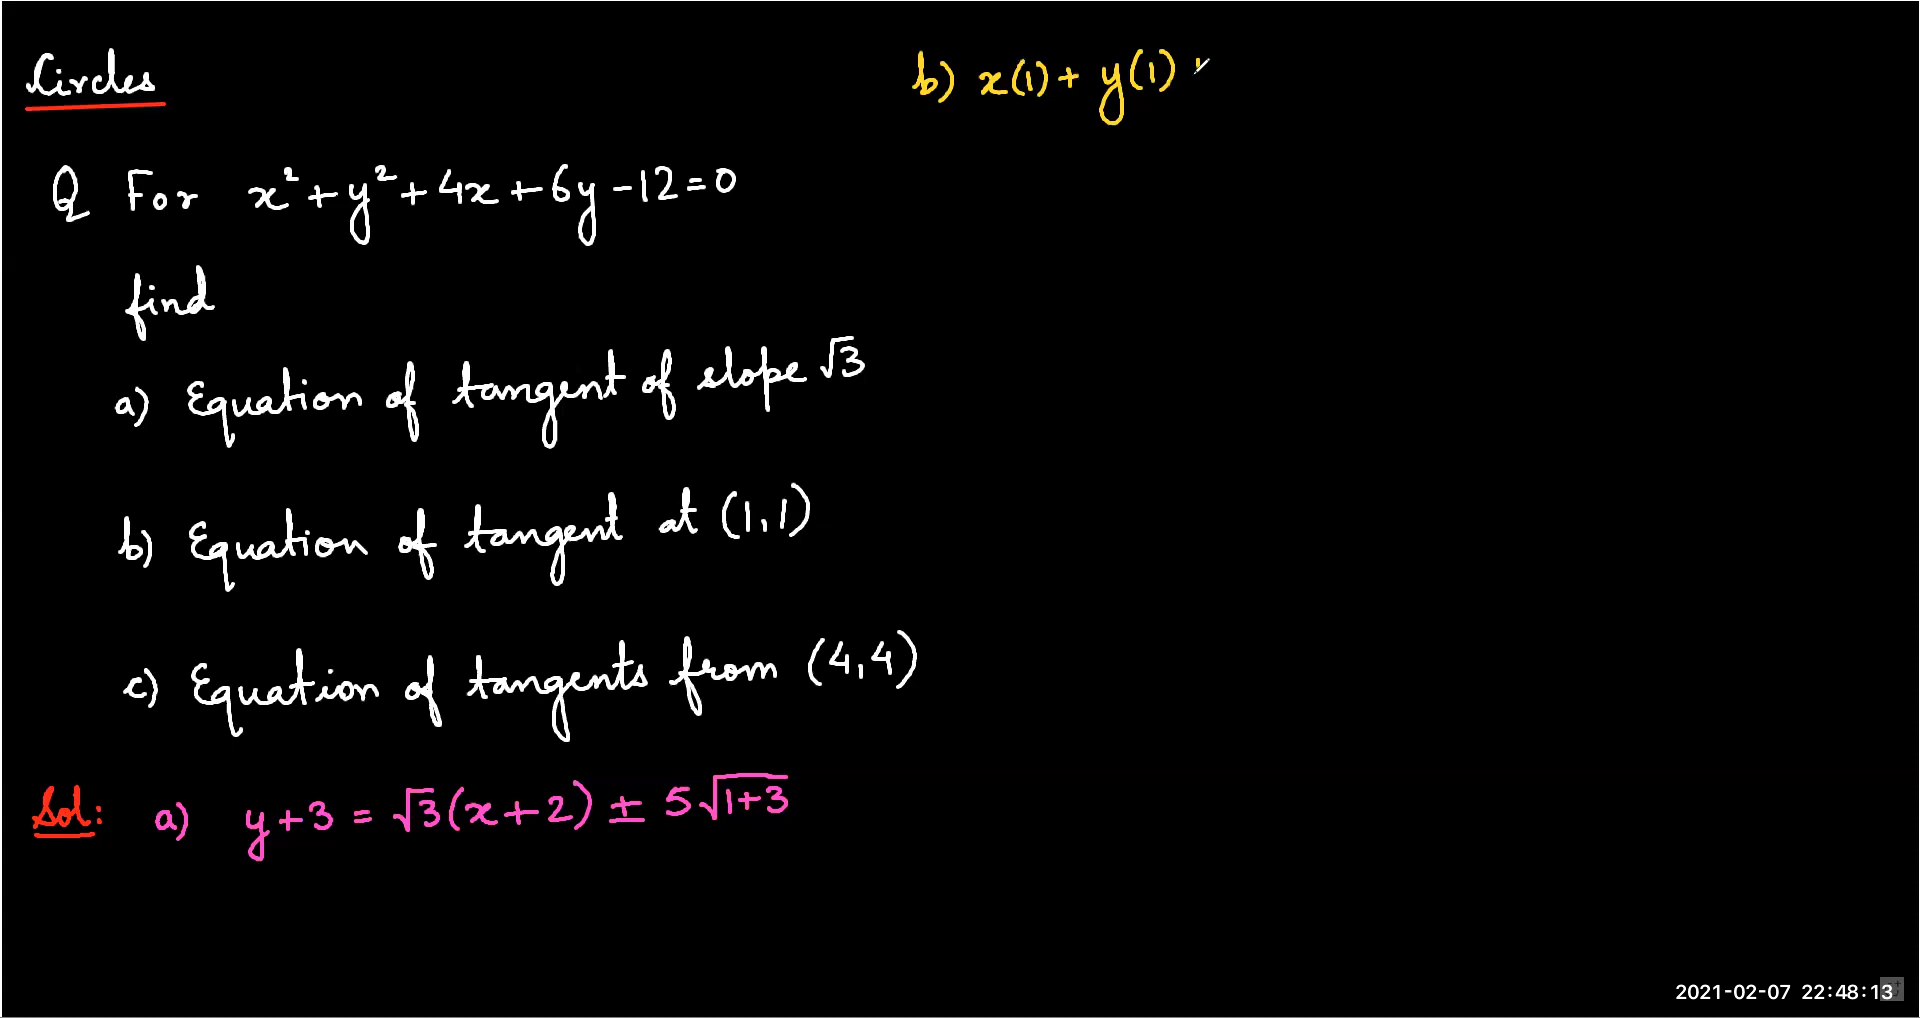 Circles
Q For x²+y²+4x+6y-12=0
find
a) Equation of tangent of slope √3
b) Equation of tangent at (1,1)
c) Equation of tangents from (4,4)
Sol: a) y+3 = √3(x+2) ± 5√1+3
b) x(1)+ y(1)
2021-02-07 22:48:13